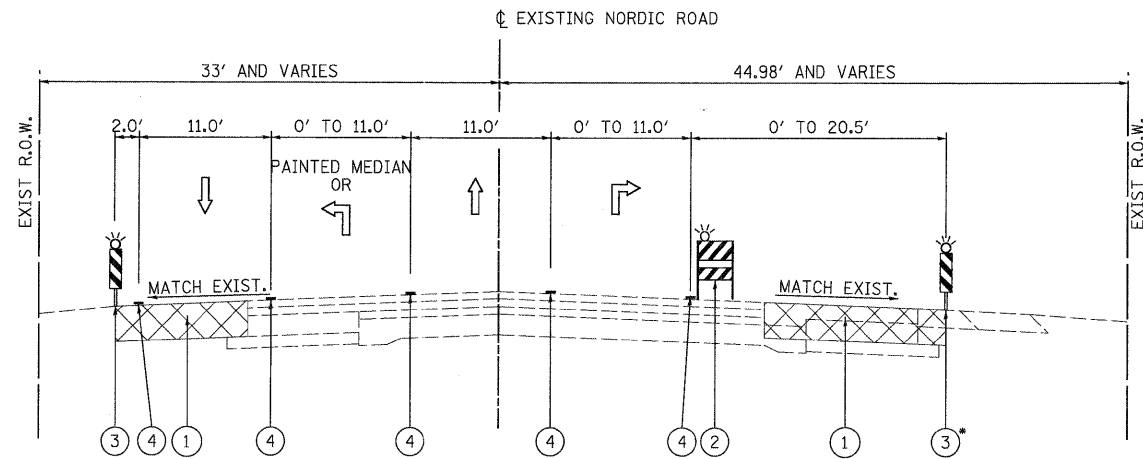 ℄ EXISTING NORDIC ROAD
33' AND VARIES 44.98' AND VARIES
2.0' 11.0' 0' TO 11.0' 11.0' 0' TO 11.0' 0' TO 20.5'
EXIST R.O.W.
EXIST R.O.W.
PAINTED MEDIAN
OR
MATCH EXIST. MATCH EXIST.
3 4 1 4 4 4 4 2 1 3*